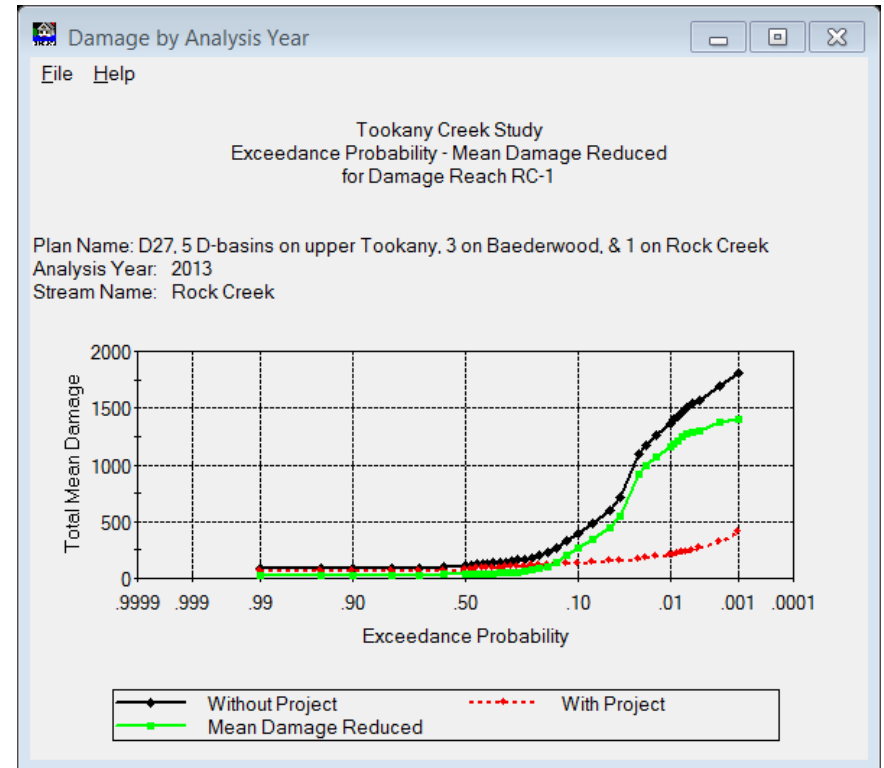 Damage by Analysis Year
File Help
Tookany Creek Study
Exceedance Probability - Mean Damage Reduced
for Damage Reach RC-1
Plan Name: D27, 5 D-basins on upper Tookany, 3 on Baederwood, & 1 on Rock Creek
Analysis Year: 2013
Stream Name: Rock Creek
2000
1500
1000
500
0
Total Mean Damage
.9999 .999 .99 .90 .50 .10 .01 .001 .0001
Exceedance Probability
Without Project With Project
Mean Damage Reduced